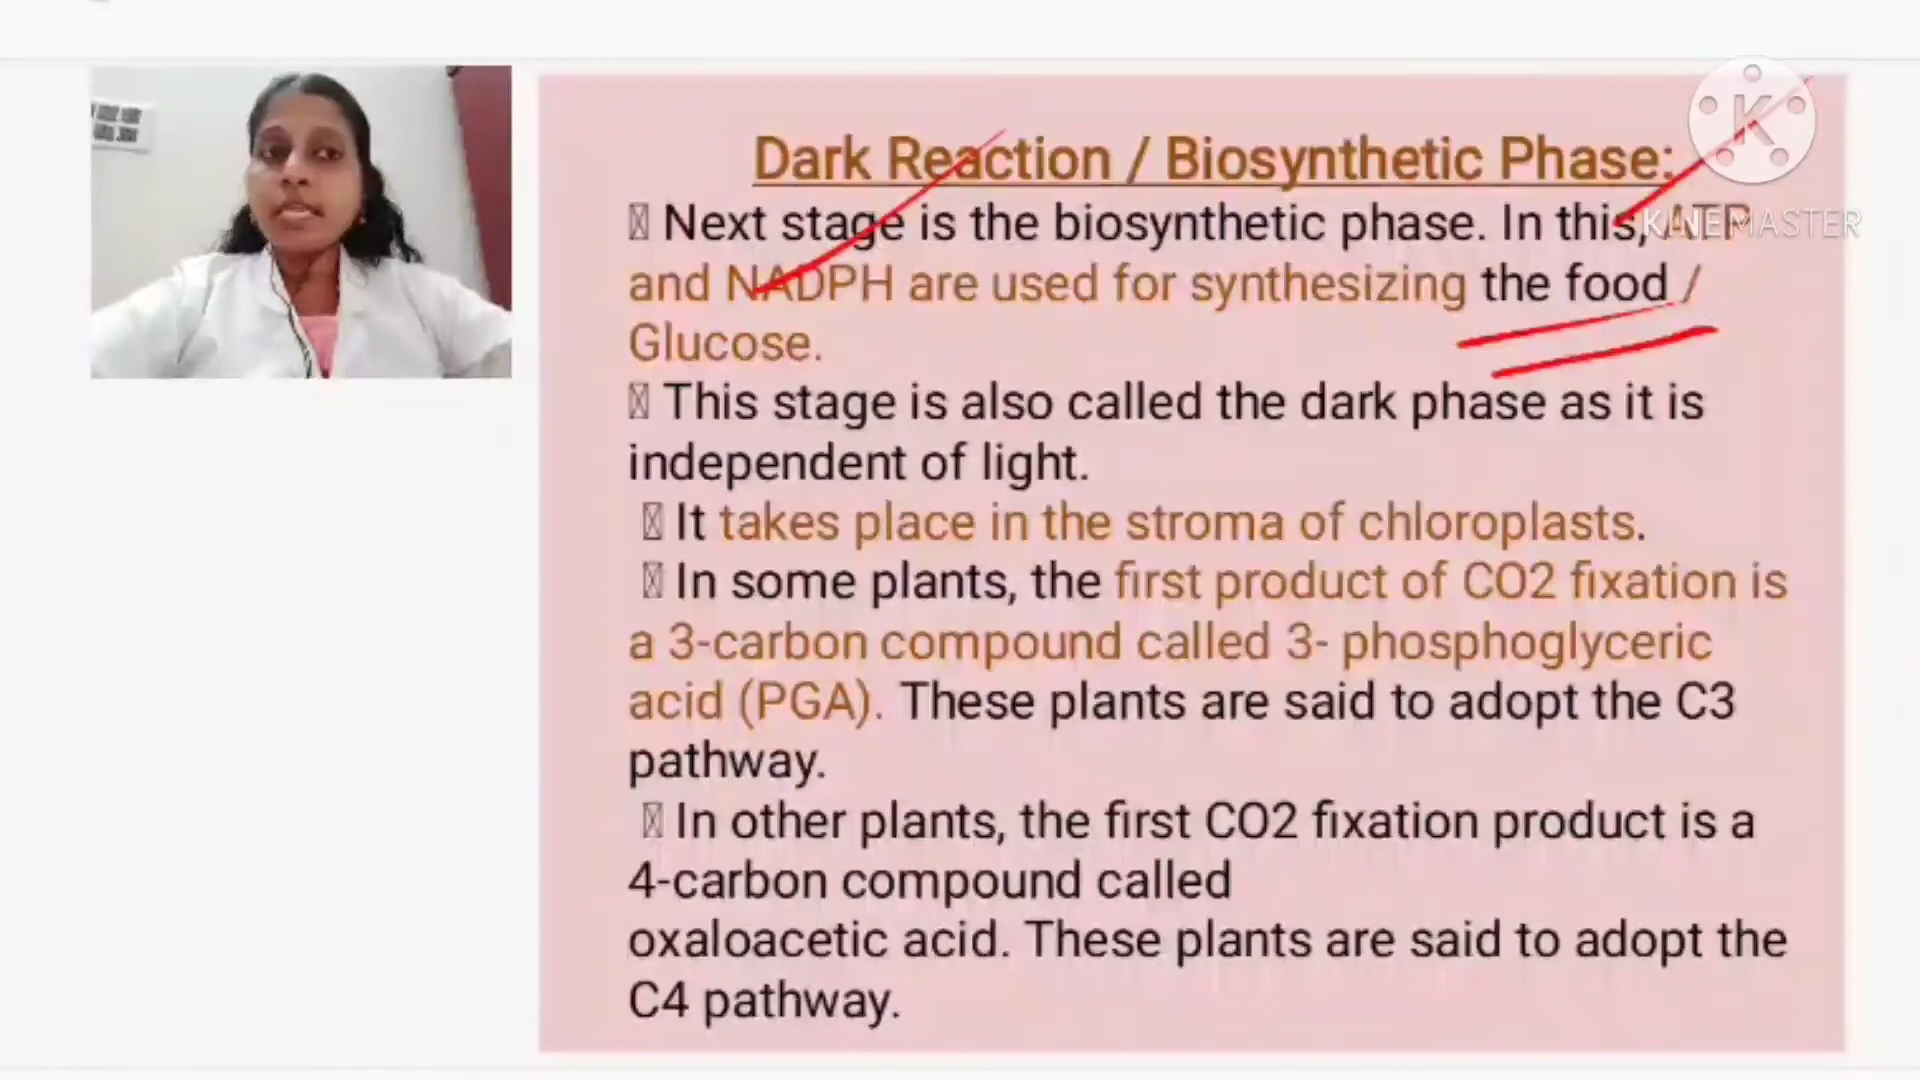 Dark Reaction / Biosynthetic Phase:
Next stage is the biosynthetic phase. In this, ATP
and NADPH are used for synthesizing the food /
Glucose.
This stage is also called the dark phase as it is
independent of light.
It takes place in the stroma of chloroplasts.
In some plants, the first product of CO2 fixation is
a 3-carbon compound called 3- phosphoglyceric
acid (PGA). These plants are said to adopt the C3
pathway.
In other plants, the first CO2 fixation product is a
4-carbon compound called
oxaloacetic acid. These plants are said to adopt the
C4 pathway.
K
KINEMASTER